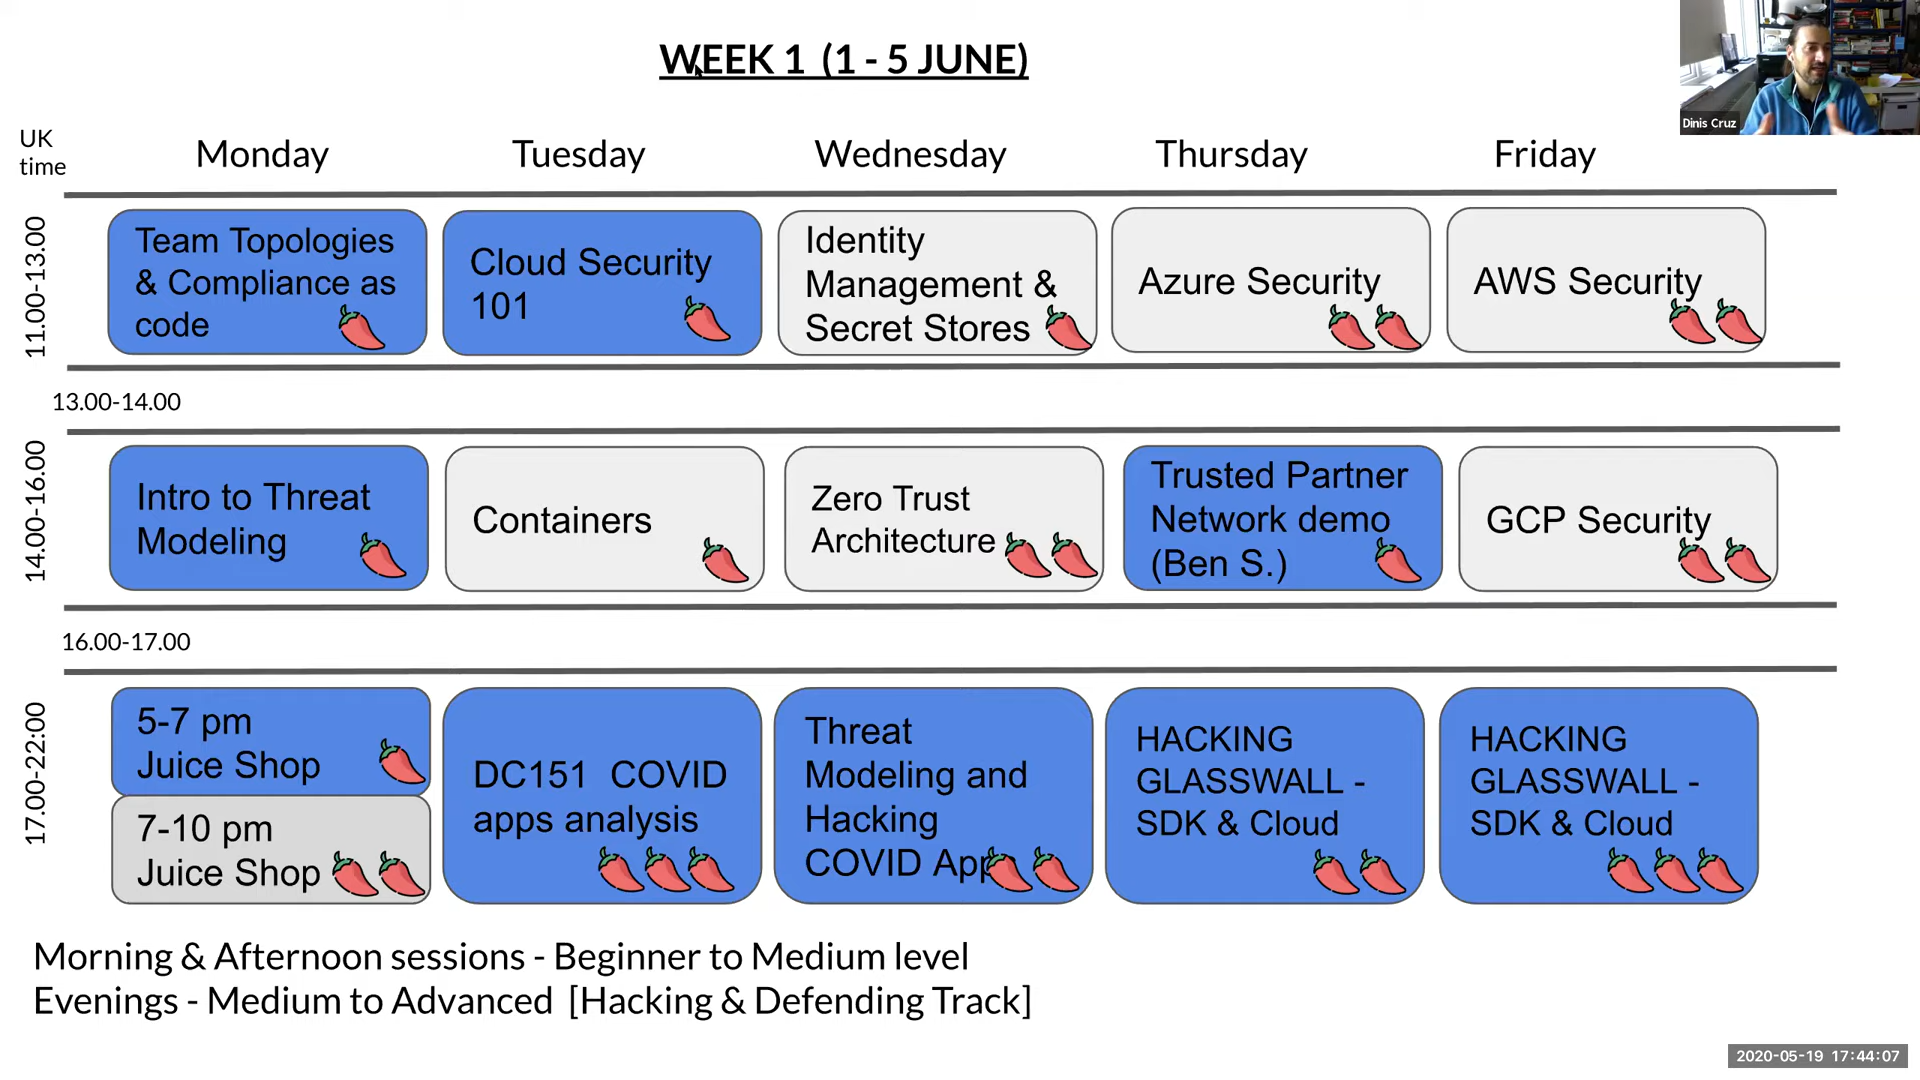 WEEK 1 (1 - 5 JUNE)
Dinis Cruz
UK
time
Monday
Tuesday
Wednesday
Thursday
Friday
11.00-13.00
Team Topologies
& Compliance as
code
Cloud Security
101
Identity
Management &
Secret Stores
Azure Security
AWS Security
13.00-14.00
14.00-16.00
Intro to Threat
Modeling
Containers
Zero Trust
Architecture
Trusted Partner
Network demo
(Ben S.)
GCP Security
16.00-17.00
17.00-22:00
5-7 pm
Juice Shop
7-10 pm
Juice Shop
DC151 COVID
apps analysis
Threat
Modeling and
Hacking
COVID Apps
HACKING
GLASSWALL -
SDK & Cloud
HACKING
GLASSWALL -
SDK & Cloud
Morning & Afternoon sessions - Beginner to Medium level
Evenings - Medium to Advanced [Hacking & Defending Track]
2020-05-19 17:44:07